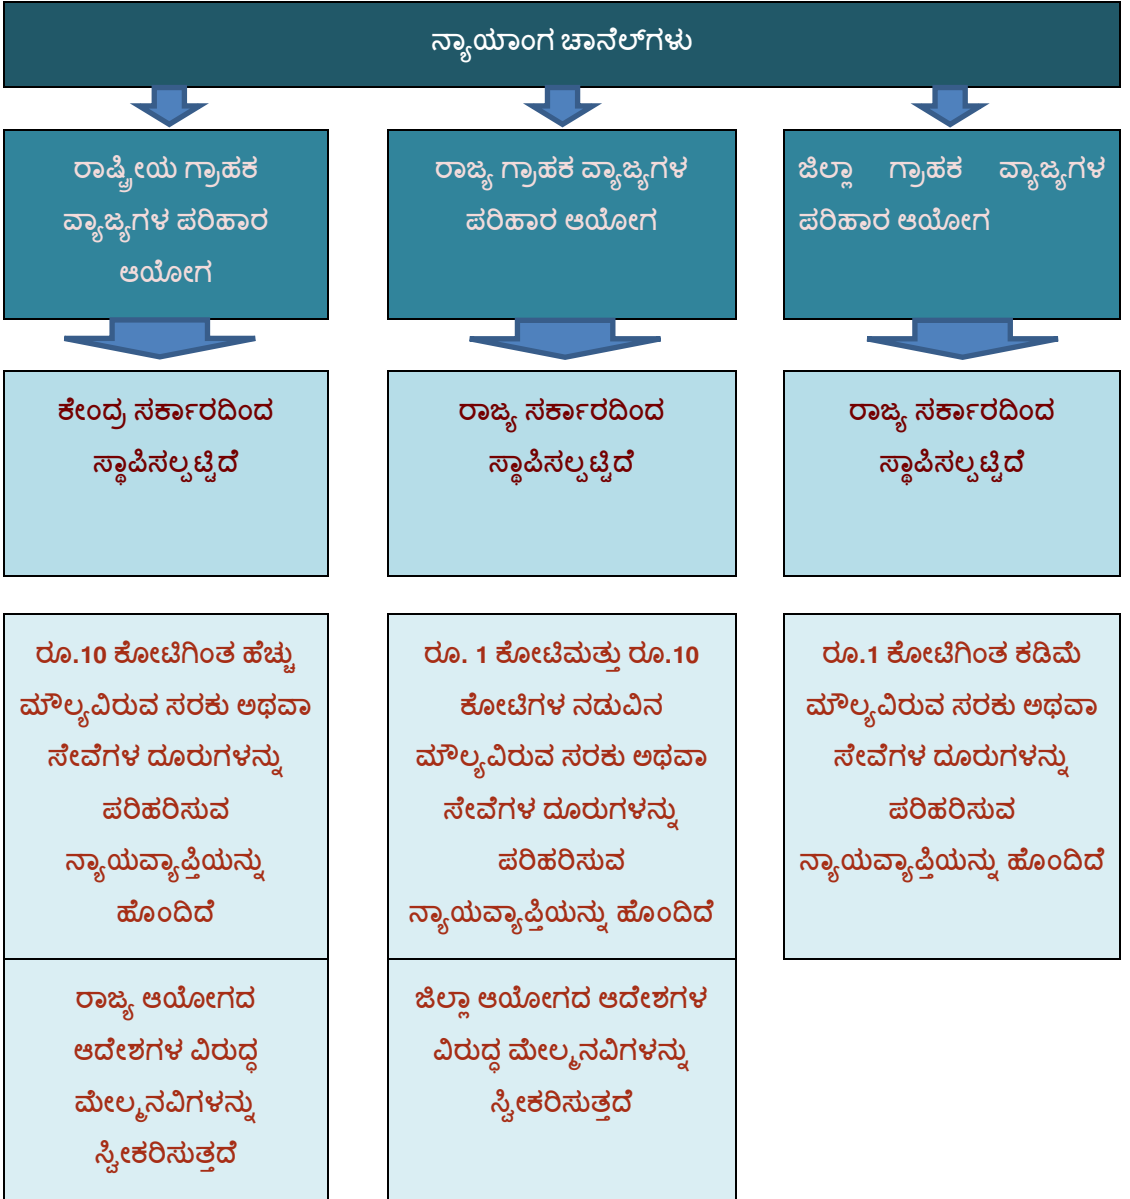 ನ್ಯಾಯಾಂಗ ಚಾನೆಲ್‌ಗಳು
ರಾಷ್ಟ್ರೀಯ ಗ್ರಾಹಕ
ವ್ಯಾಜ್ಯಗಳ ಪರಿಹಾರ
ಆಯೋಗ
ರಾಜ್ಯ ಗ್ರಾಹಕ ವ್ಯಾಜ್ಯಗಳ
ಪರಿಹಾರ ಆಯೋಗ
ಜಿಲ್ಲಾ ಗ್ರಾಹಕ ವ್ಯಾಜ್ಯಗಳ
ಪರಿಹಾರ ಆಯೋಗ
ಕೇಂದ್ರ ಸರ್ಕಾರದಿಂದ
ಸ್ಥಾಪಿಸಲ್ಪಟ್ಟಿದೆ
ರಾಜ್ಯ ಸರ್ಕಾರದಿಂದ
ಸ್ಥಾಪಿಸಲ್ಪಟ್ಟಿದೆ
ರಾಜ್ಯ ಸರ್ಕಾರದಿಂದ
ಸ್ಥಾಪಿಸಲ್ಪಟ್ಟಿದೆ
ರೂ.10 ಕೋಟಿಗಿಂತ ಹೆಚ್ಚು
ಮೌಲ್ಯವಿರುವ ಸರಕು ಅಥವಾ
ಸೇವೆಗಳ ದೂರುಗಳನ್ನು
ಪರಿಹರಿಸುವ
ನ್ಯಾಯವ್ಯಾಪ್ತಿಯನ್ನು
ಹೊಂದಿದೆ
ರೂ. 1 ಕೋಟಿಮತ್ತು ರೂ.10
ಕೋಟಿಗಳ ನಡುವಿನ
ಮೌಲ್ಯವಿರುವ ಸರಕು ಅಥವಾ
ಸೇವೆಗಳ ದೂರುಗಳನ್ನು
ಪರಿಹರಿಸುವ
ನ್ಯಾಯವ್ಯಾಪ್ತಿಯನ್ನು ಹೊಂದಿದೆ
ರೂ.1 ಕೋಟಿಗಿಂತ ಕಡಿಮೆ
ಮೌಲ್ಯವಿರುವ ಸರಕು ಅಥವಾ
ಸೇವೆಗಳ ದೂರುಗಳನ್ನು
ಪರಿಹರಿಸುವ
ನ್ಯಾಯವ್ಯಾಪ್ತಿಯನ್ನು ಹೊಂದಿದೆ
ರಾಜ್ಯ ಆಯೋಗದ
ಆದೇಶಗಳ ವಿರುದ್ಧ
ಮೇಲ್ಮನವಿಗಳನ್ನು
ಸ್ವೀಕರಿಸುತ್ತದೆ
ಜಿಲ್ಲಾ ಆಯೋಗದ ಆದೇಶಗಳ
ವಿರುದ್ಧ ಮೇಲ್ಮನವಿಗಳನ್ನು
ಸ್ವೀಕರಿಸುತ್ತದೆ